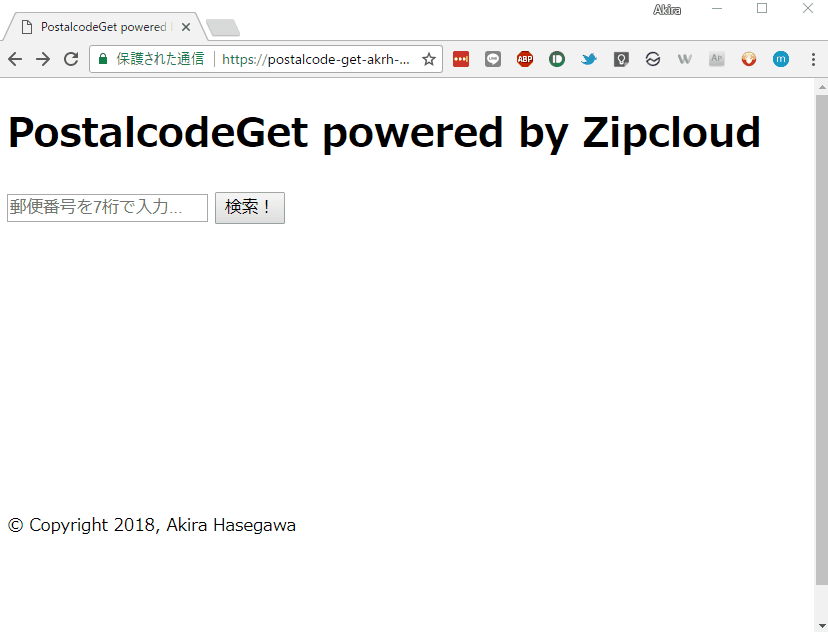 Akira
PostalcodeGet powered
保護された通信 https://postalcode-get-akrh-...
ABP
W
AP
m
PostalcodeGet powered by Zipcloud
郵便番号を7桁で入力... 検索！
© Copyright 2018, Akira Hasegawa